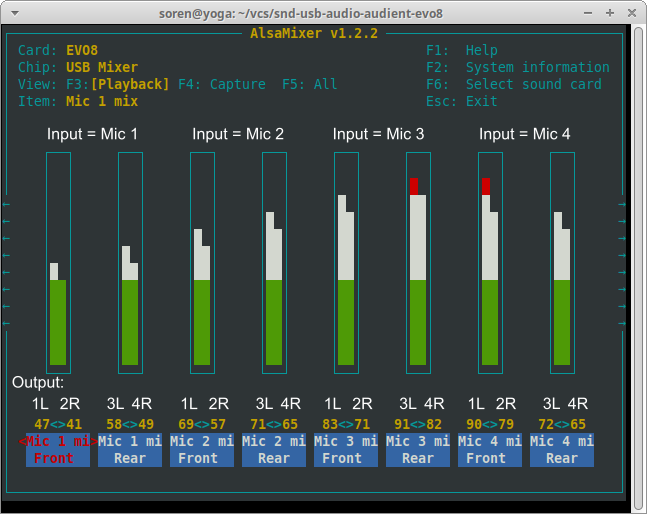 soren@yoga: ~/vcs/snd-usb-audio-audient-evo8
AlsaMixer v1.2.2
Card: EVO8 F1: Help
Chip: USB Mixer F2: System information
View: F3:[Playback] F4: Capture F5: All F6: Select sound card
Item: Mic 1 mix Esc: Exit
Input = Mic 1 Input = Mic 2 Input = Mic 3 Input = Mic 4
Output:
1L 2R 3L 4R 1L 2R 3L 4R 1L 2R 3L 4R 1L 2R 3L 4R
47<>41 58<>49 69<>57 71<>65 83<>71 91<>82 90<>79 72<>65
<Mic 1 mi>Mic 1 mi Mic 2 mi Mic 2 mi Mic 3 mi Mic 3 mi Mic 4 mi Mic 4 mi
Front Rear Front Rear Front Rear Front Rear